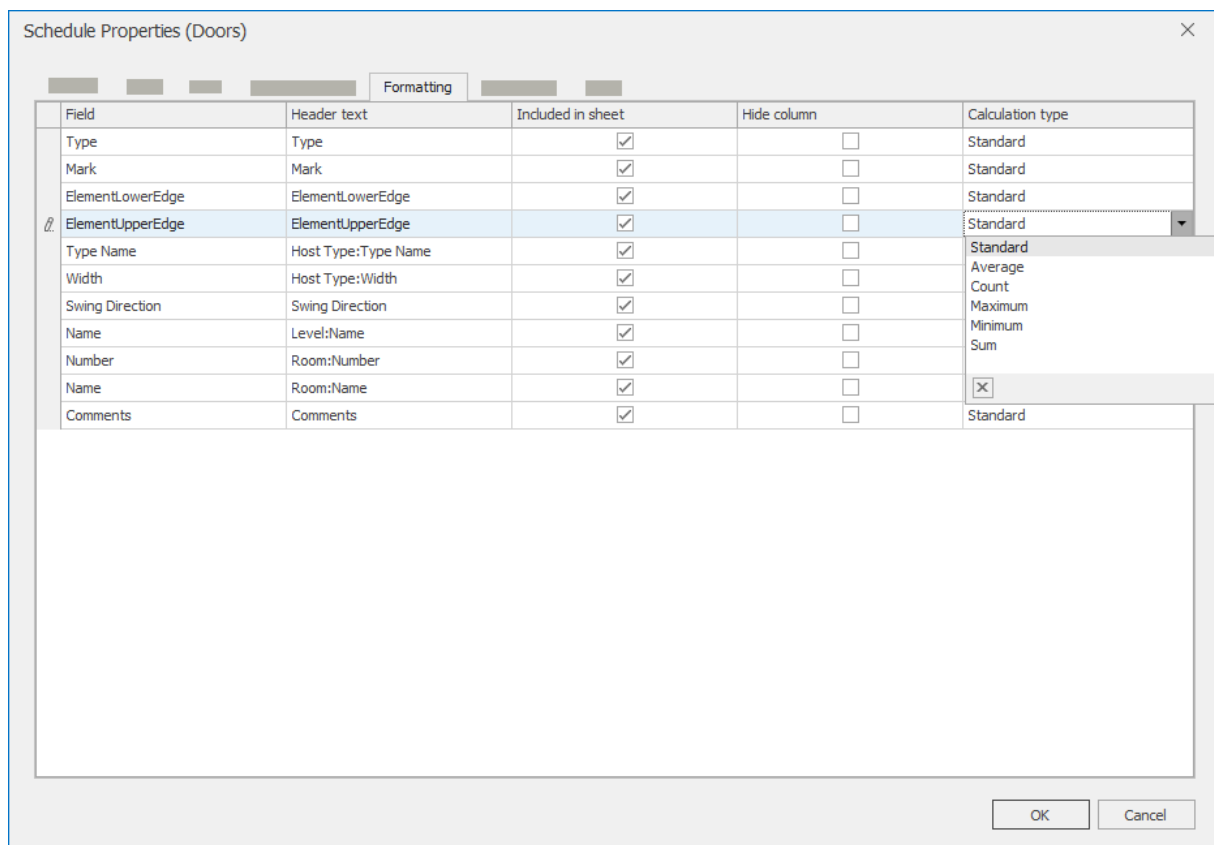 Schedule Properties (Doors)
Formatting
Field Header text Included in sheet Hide column Calculation type
Type Type Standard
Mark Mark Standard
ElementLowerEdge ElementLowerEdge Standard
ElementUpperEdge ElementUpperEdge Standard
Type Name Host Type:Type Name Standard
Width Host Type:Width Average
Swing Direction Swing Direction Count
Name Level:Name Maximum
Number Room:Number Minimum
Name Room:Name Sum
Comments Comments Standard
OK Cancel